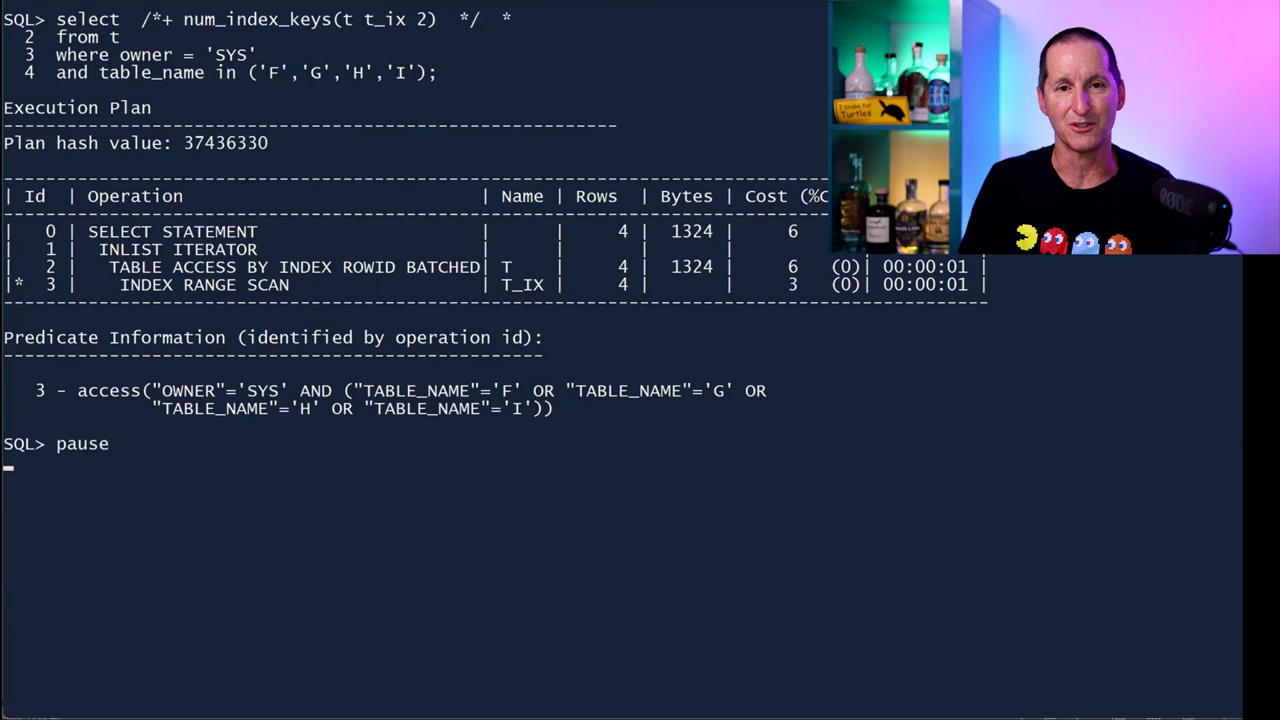 SQL> select  /*+ num_index_keys(t t_ix 2)  */  *
  2  from t
  3  where owner = 'SYS'
  4  and table_name in ('F','G','H','I');
Execution Plan
----------------------------------------------------------
Plan hash value: 37436330
---------------------------------------------------------------------------------------------
| Id  | Operation                            | Name | Rows  | Bytes | Cost (%C
---------------------------------------------------------------------------------------------
|   0 | SELECT STATEMENT                     |      |     4 |  1324 |     6
|   1 |  INLIST ITERATOR                     |      |       |       |
|   2 |   TABLE ACCESS BY INDEX ROWID BATCHED| T    |     4 |  1324 |     6   (0)| 00:00:01 |
|*  3 |    INDEX RANGE SCAN                  | T_IX |     4 |       |     3   (0)| 00:00:01 |
---------------------------------------------------------------------------------------------
Predicate Information (identified by operation id):
---------------------------------------------------
   3 - access("OWNER"='SYS' AND ("TABLE_NAME"='F' OR "TABLE_NAME"='G' OR
              "TABLE_NAME"='H' OR "TABLE_NAME"='I'))
SQL> pause
I brake for
Turtles
RØDE